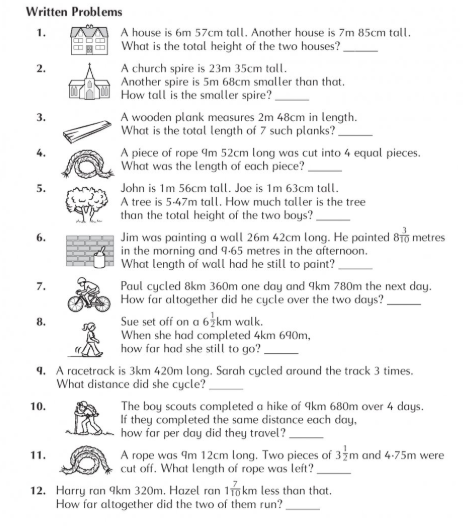 Written Problems
1. A house is 6m 57cm tall. Another house is 7m 85cm tall.
What is the total height of the two houses? ______
2. A church spire is 23m 35cm tall.
Another spire is 5m 68cm smaller than that.
How tall is the smaller spire? ______
3. A wooden plank measures 2m 48cm in length.
What is the total length of 7 such planks? ______
4. A piece of rope 9m 52cm long was cut into 4 equal pieces.
What was the length of each piece? ______
5. John is 1m 56cm tall. Joe is 1m 63cm tall.
A tree is 5·47m tall. How much taller is the tree
than the total height of the two boys? ______
6. Jim was painting a wall 26m 42cm long. He painted 8 3/10 metres
in the morning and 9·65 metres in the afternoon.
What length of wall had he still to paint? ______
7. Paul cycled 8km 360m one day and 9km 780m the next day.
How far altogether did he cycle over the two days? ______
8. Sue set off on a 6 1/2 km walk.
When she had completed 4km 690m,
how far had she still to go? ______
9. A racetrack is 3km 420m long. Sarah cycled around the track 3 times.
What distance did she cycle? ______
10. The boy scouts completed a hike of 9km 680m over 4 days.
If they completed the same distance each day,
how far per day did they travel? ______
11. A rope was 9m 12cm long. Two pieces of 3 1/2 m and 4·75m were
cut off. What length of rope was left? ______
12. Harry ran 9km 320m. Hazel ran 1 7/10 km less than that.
How far altogether did the two of them run? ______